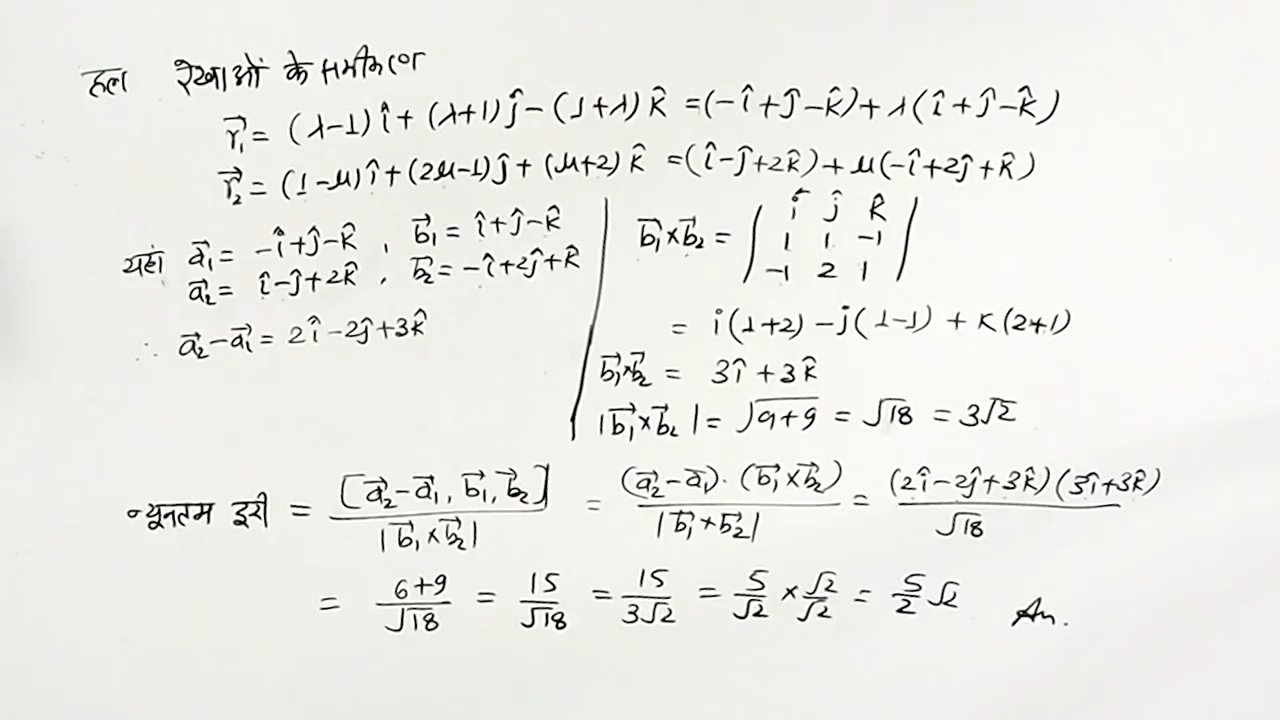 हल रेखाओं के समीकरण
r⃗₁ = (λ-1) î + (λ+1) ĵ - (1+λ) k̂ = (-î+ĵ-k̂) + λ(î+ĵ-k̂)
r⃗₂ = (1-μ) î + (2μ-1) ĵ + (μ+2) k̂ = (î-ĵ+2k̂) + μ(-î+2ĵ+k̂)
यहां a⃗₁ = -î+ĵ-k̂ , b⃗₁ = î+ĵ-k̂
a⃗₂ = î-ĵ+2k̂ , b⃗₂ = -î+2ĵ+k̂
∴ a⃗₂-a⃗₁ = 2î-2ĵ+3k̂
b⃗₁×b⃗₂ = | î ĵ k̂
1 1 -1
-1 2 1 |
= i(1+2) - j(1-1) + k(2+1)
b⃗₁×b⃗₂ = 3î+3k̂
|b⃗₁×b⃗₂| = √(9+9) = √18 = 3√2
न्यूनतम दूरी = [a⃗₂-a⃗₁, b⃗₁, b⃗₂] / |b⃗₁×b⃗₂| = (a⃗₂-a⃗₁)·(b⃗₁×b⃗₂) / |b⃗₁×b⃗₂| = (2î-2ĵ+3k̂)(3î+3k̂) / √18
= (6+9)/√18 = 15/√18 = 15/3√2 = 5/√2 × √2/√2 = 5/2 √2 An.